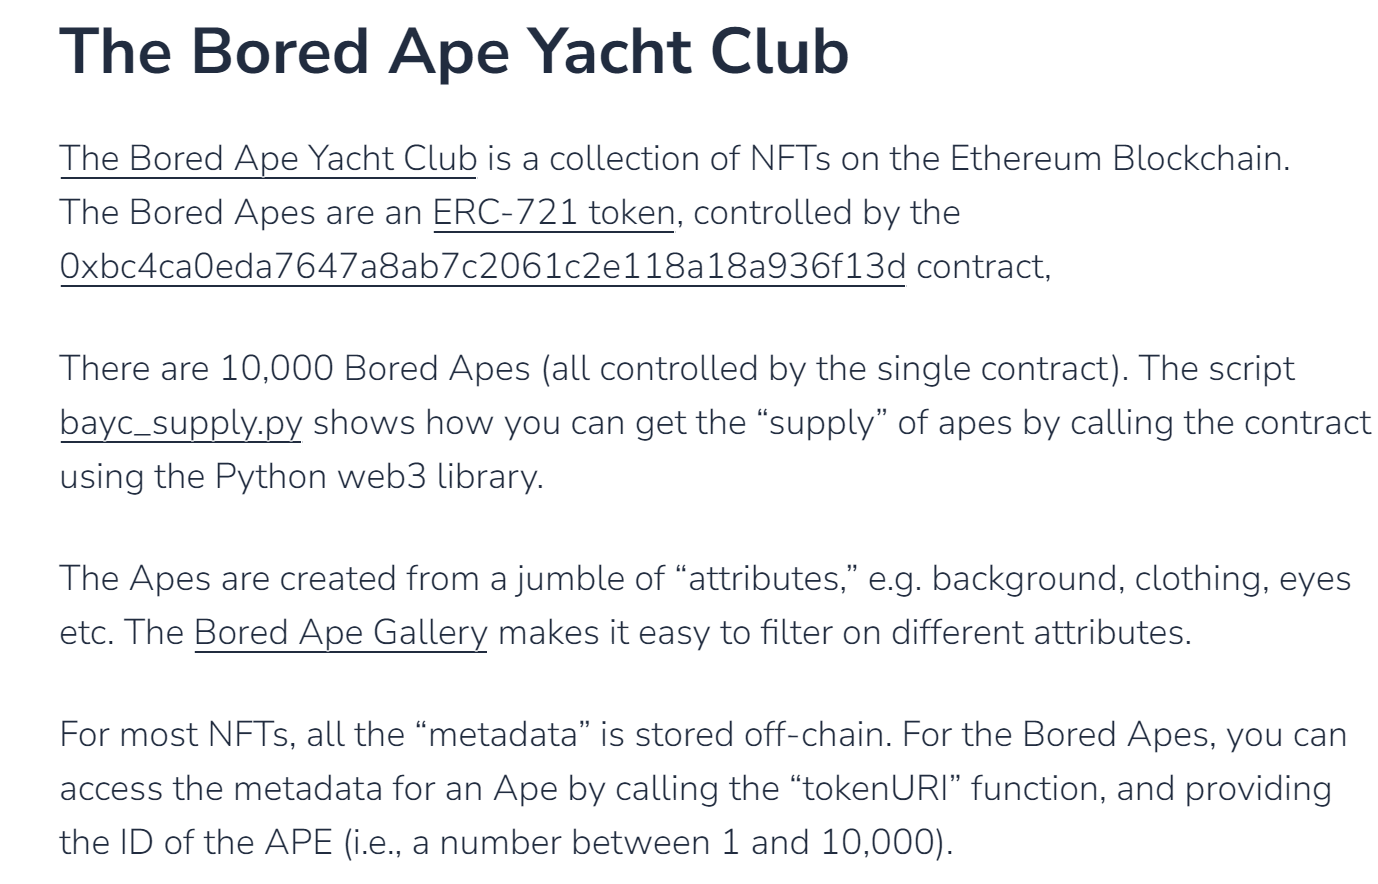 The Bored Ape Yacht Club
The Bored Ape Yacht Club is a collection of NFTs on the Ethereum Blockchain.
The Bored Apes are an ERC-721 token, controlled by the
0xbc4ca0eda7647a8ab7c2061c2e118a18a936f13d contract,
There are 10,000 Bored Apes (all controlled by the single contract). The script
bayc_supply.py shows how you can get the “supply” of apes by calling the contract
using the Python web3 library.
The Apes are created from a jumble of “attributes,” e.g. background, clothing, eyes
etc. The Bored Ape Gallery makes it easy to filter on different attributes.
For most NFTs, all the “metadata” is stored off-chain. For the Bored Apes, you can
access the metadata for an Ape by calling the “tokenURI” function, and providing
the ID of the APE (i.e., a number between 1 and 10,000).